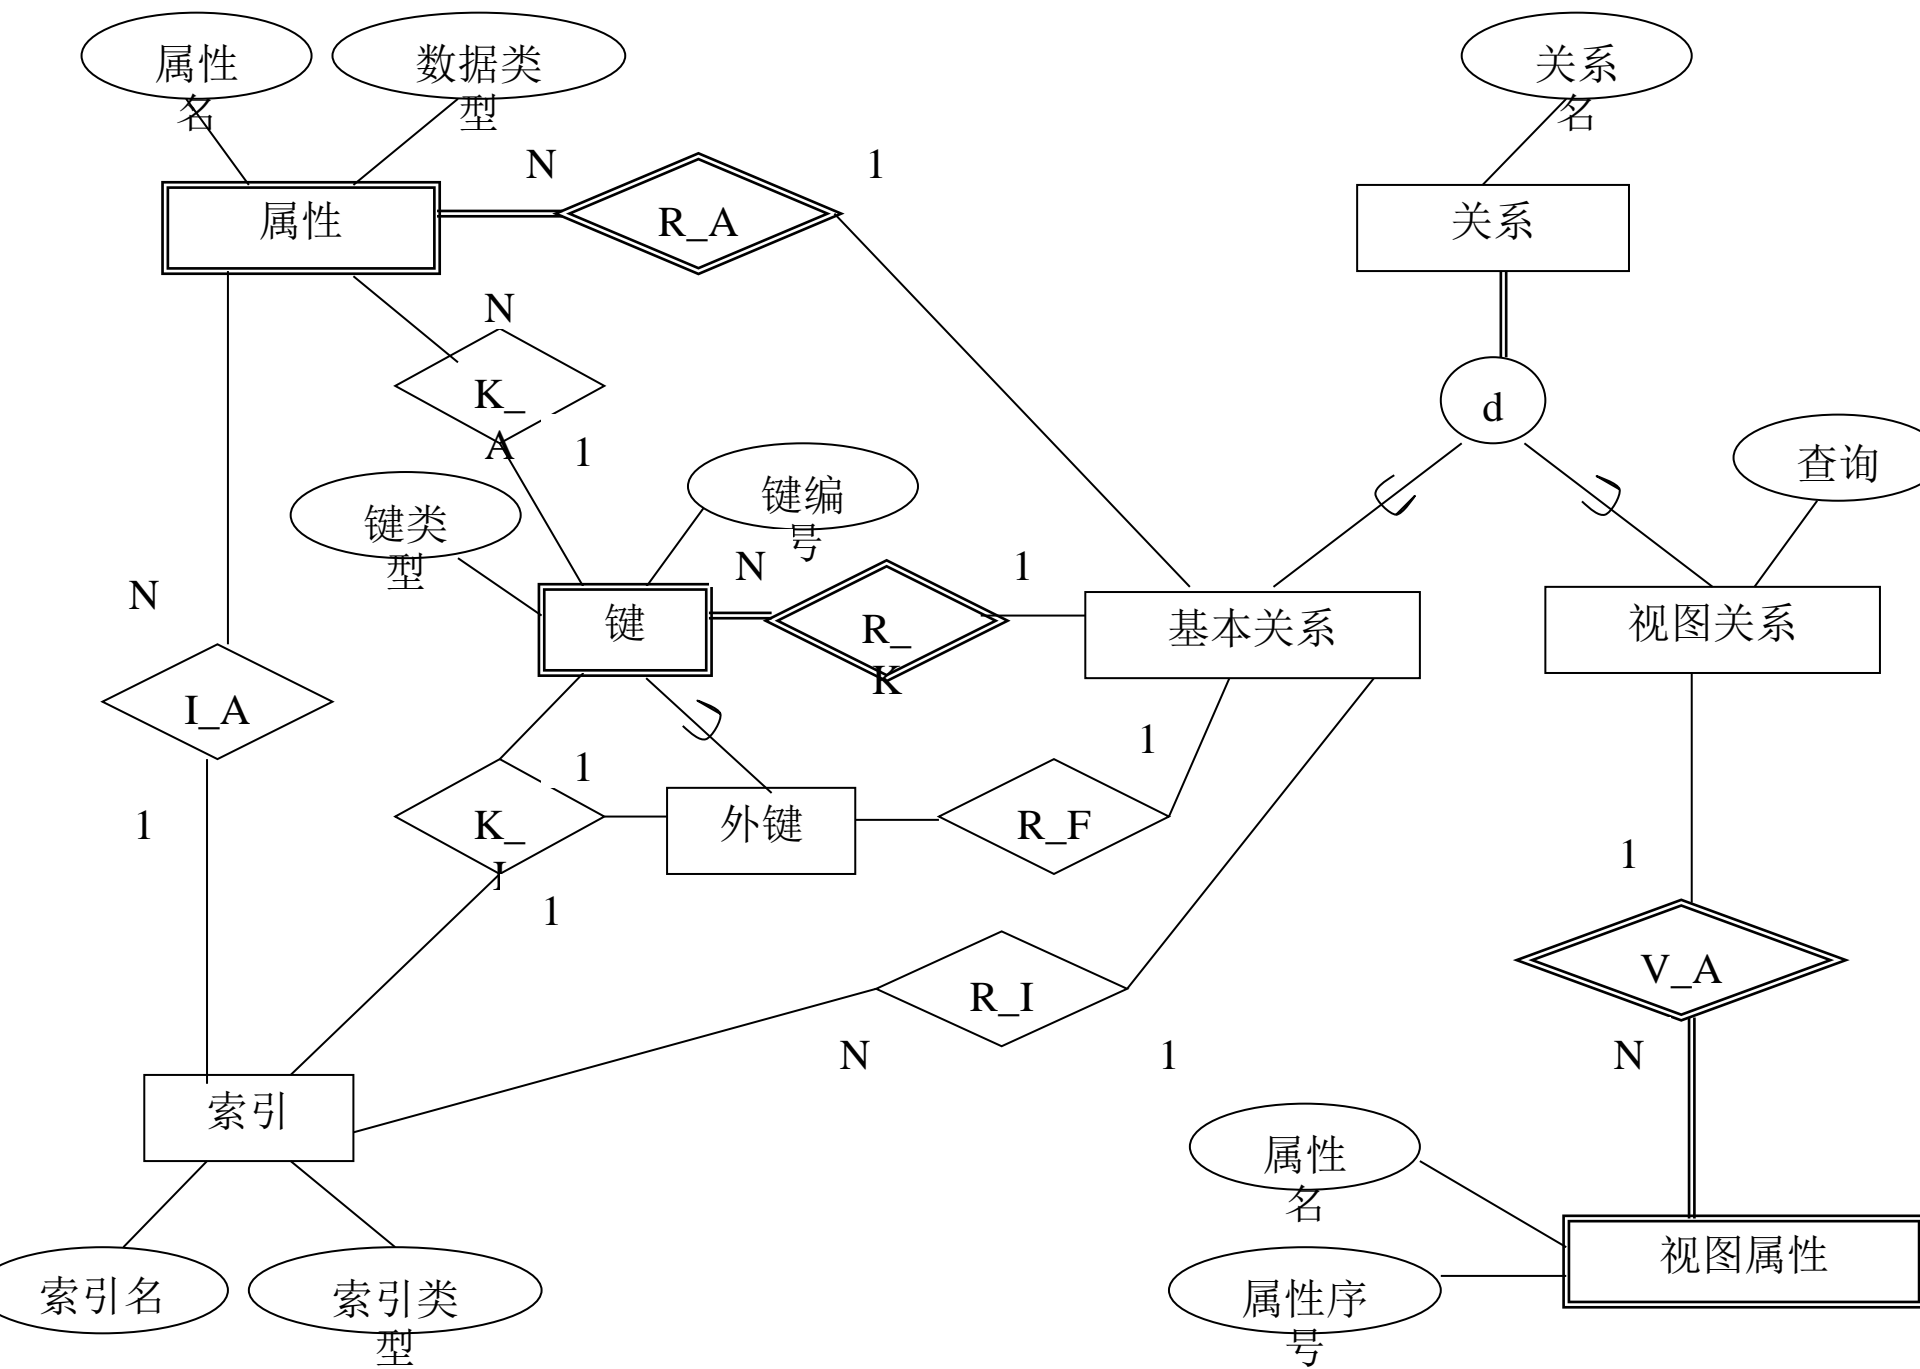 属性
名
数据类
型
关系
名
N
1
属性
R_A
关系
N
K_
A
1
d
查询
键类
型
键编
号
N
1
N
键
R_
K
基本关系
视图关系
I_A
1
1
1
K_
I
外键
R_F
1
1
R_I
V_A
N
1
N
索引
属性
名
视图属性
索引名
索引类
型
属性序
号